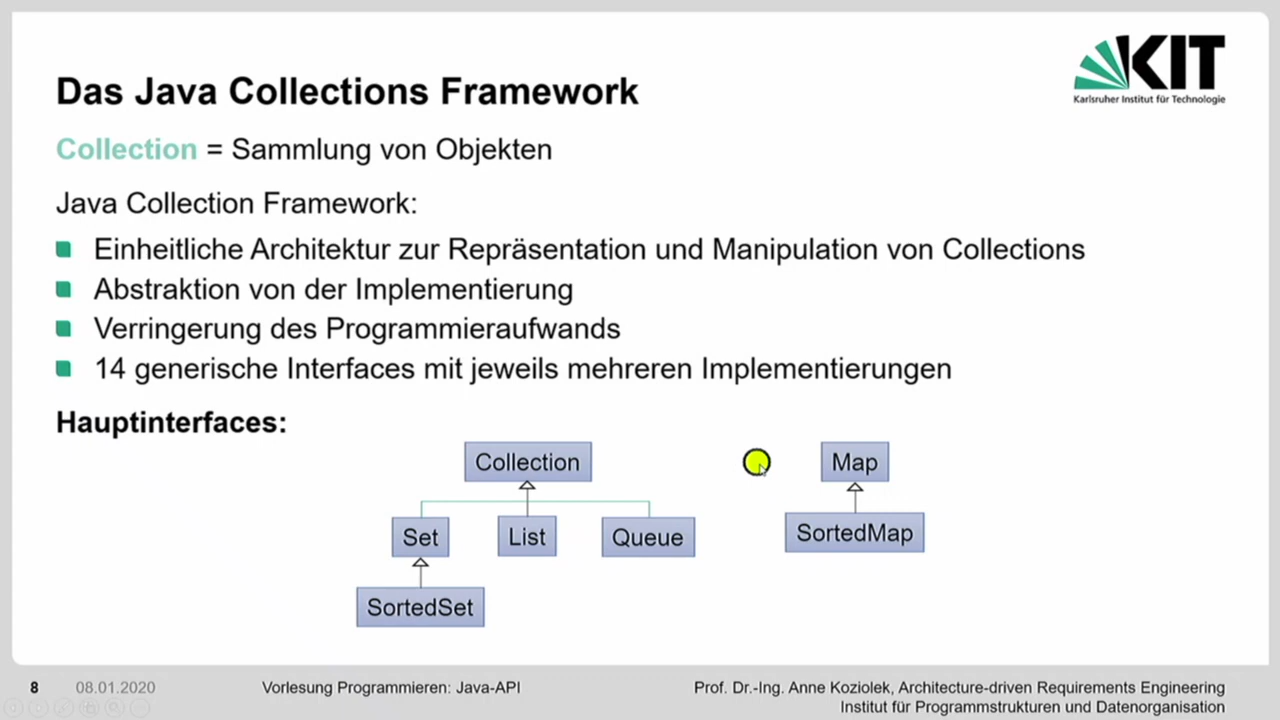 KIT
Karlsruher Institut für Technologie
Das Java Collections Framework
Collection = Sammlung von Objekten
Java Collection Framework:
Einheitliche Architektur zur Repräsentation und Manipulation von Collections
Abstraktion von der Implementierung
Verringerung des Programmieraufwands
14 generische Interfaces mit jeweils mehreren Implementierungen
Hauptinterfaces:
Collection
Map
Set
List
Queue
SortedMap
SortedSet
8 08.01.2020 Vorlesung Programmieren: Java-API Prof. Dr.-Ing. Anne Koziolek, Architecture-driven Requirements Engineering
Institut für Programmstrukturen und Datenorganisation